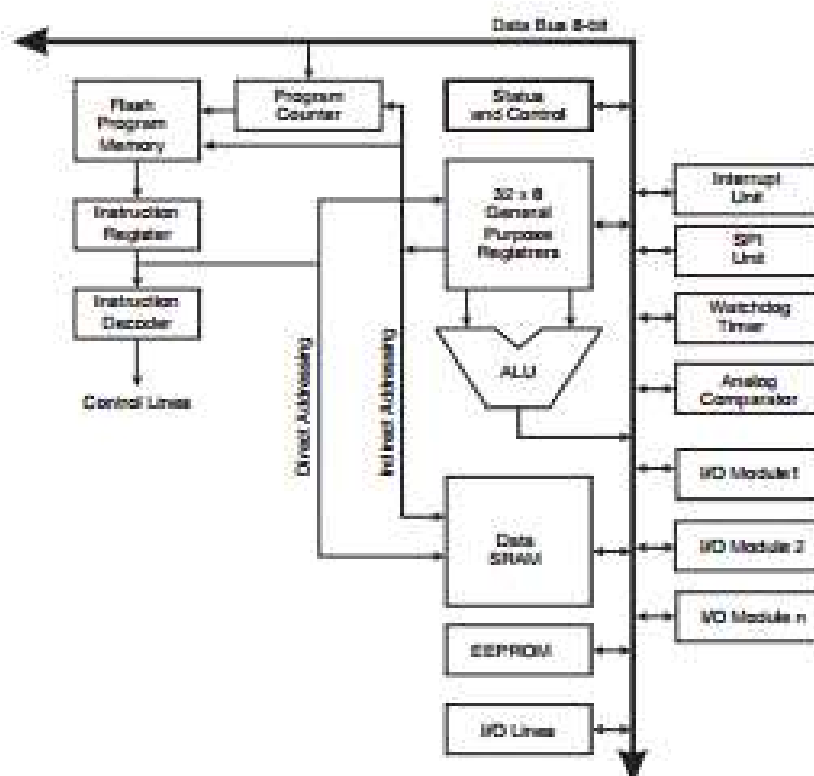 Data Bus 8-bit
Flash
Program
Memory
Program
Counter
Status
and Control
32 x 8
General
Purpose
Registrers
Interrupt
Unit
Instruction
Register
SPI
Unit
Instruction
Decoder
Watchdog
Timer
Direct Addressing
Indirect Addressing
ALU
Analog
Comparator
Control Lines
I/O Module1
Data
SRAM
I/O Module 2
I/O Module n
EEPROM
I/O Lines